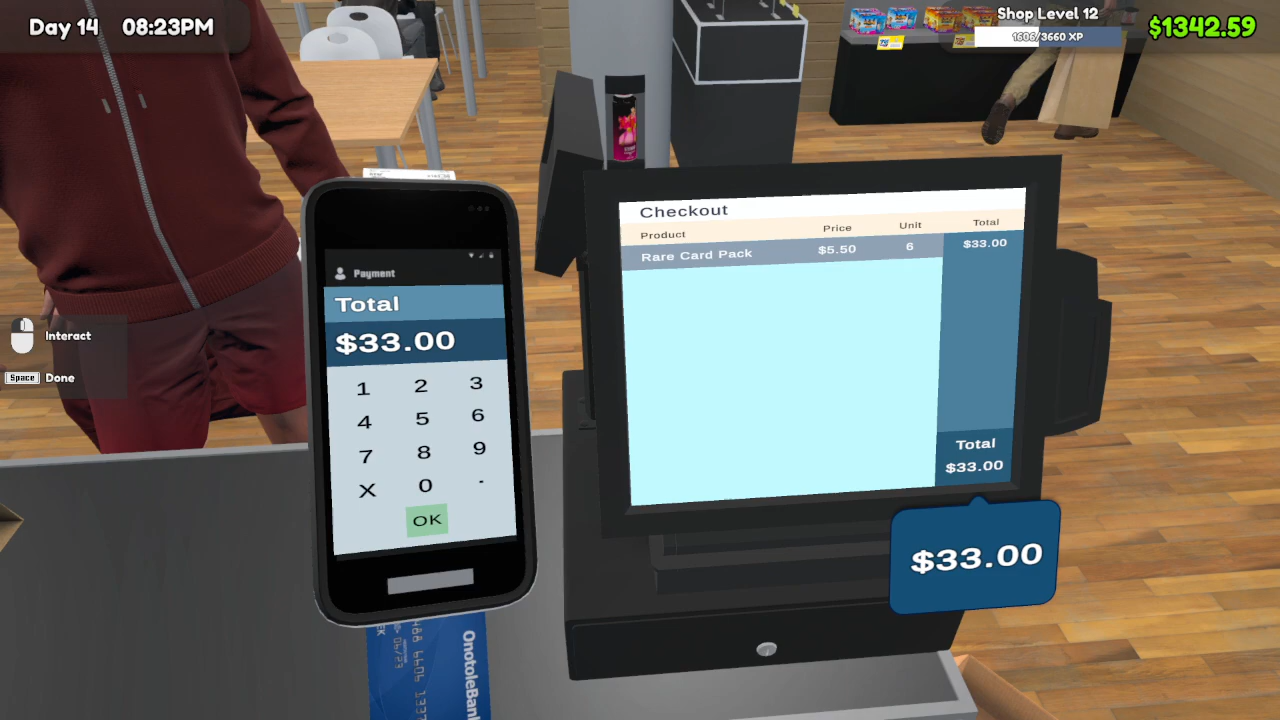 Day 14 08:23PM
Shop Level 12
1606/3660 XP
$1342.59
Interact
Space Done
Payment
Total
$33.00
1 2 3
4 5 6
7 8 9
X 0 .
OK
Checkout
Product Price Unit Total
Rare Card Pack $5.50 6 $33.00
Total
$33.00
$33.00
OnotoleBank